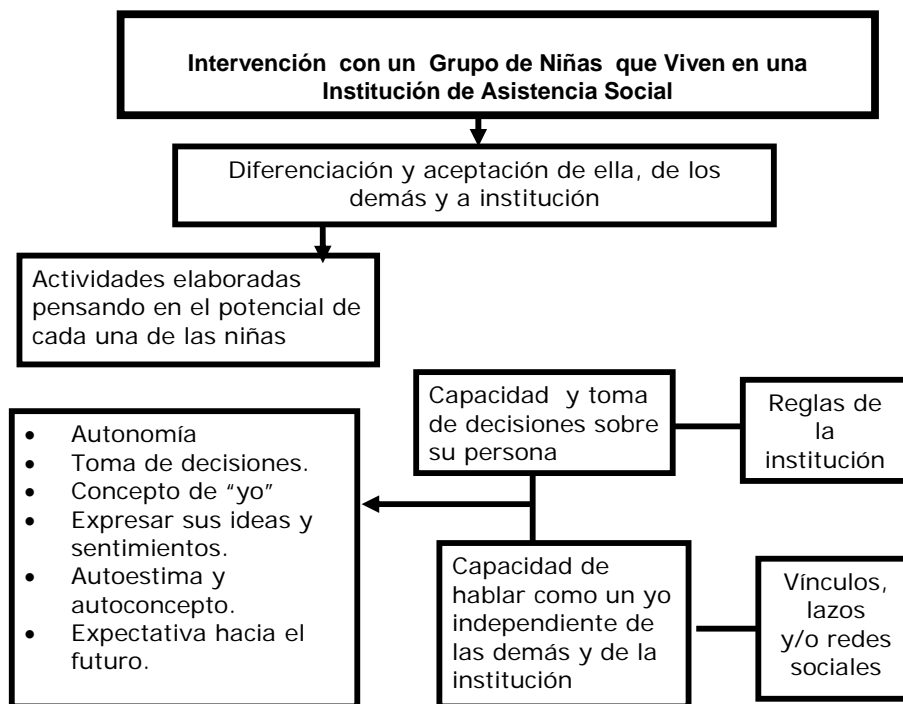 Intervención con un Grupo de Niñas que Viven en una
Institución de Asistencia Social
Diferenciación y aceptación de ella, de los
demás y a institución
Actividades elaboradas
pensando en el potencial de
cada una de las niñas
Capacidad y toma
de decisiones sobre
su persona
Reglas de
la
institución
• Autonomía
• Toma de decisiones.
• Concepto de “yo”
• Expresar sus ideas y
sentimientos.
• Autoestima y
autoconcepto.
• Expectativa hacia el
futuro.
Capacidad de
hablar como un yo
independiente de
las demás y de la
institución
Vínculos,
lazos
y/o redes
sociales